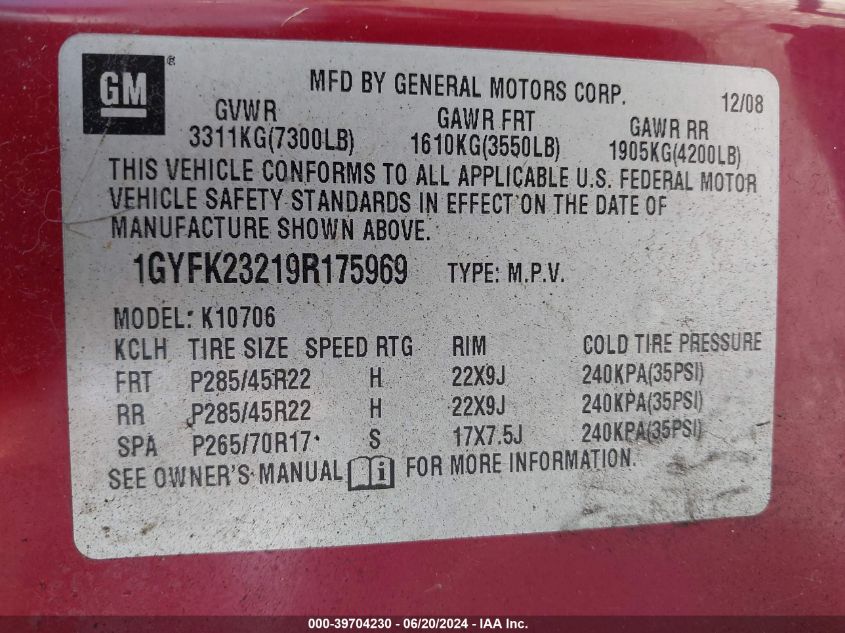 GM ®
MFD BY GENERAL MOTORS CORP. 12/08
GVWR GAWR FRT GAWR RR
3311KG(7300LB) 1610KG(3550LB) 1905KG(4200LB)
THIS VEHICLE CONFORMS TO ALL APPLICABLE U.S. FEDERAL MOTOR
VEHICLE SAFETY STANDARDS IN EFFECT ON THE DATE OF
MANUFACTURE SHOWN ABOVE.
1GYFK23219R175969 TYPE: M.P.V.
MODEL: K10706
KCLH TIRE SIZE SPEED RTG RIM COLD TIRE PRESSURE
FRT P285/45R22 H 22X9J 240KPA(35PSI)
RR P285/45R22 H 22X9J 240KPA(35PSI)
SPA P265/70R17 S 17X7.5J 240KPA(35PSI)
SEE OWNER'S MANUAL i FOR MORE INFORMATION.
000-39704230 - 06/20/2024 - IAA Inc.